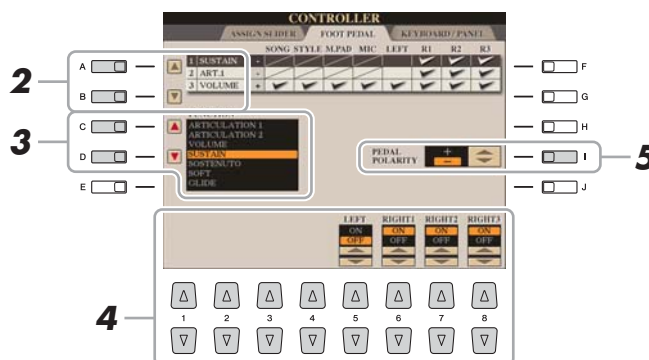 CONTROLLER
ASSIGN SLIDER FOOT PEDAL KEYBOARD / PANEL
SONG STYLE M.PAD MIC LEFT R1 R2 R3
1 SUSTAIN -
2 ART.1 -
3 VOLUME +
A
B
C
D
E
F
G
H
I
J
2
3
5
FUNCTION
ARTICULATION 1
ARTICULATION 2
VOLUME
SUSTAIN
SOSTENUTO
SOFT
GLIDE
PEDAL POLARITY
+
-
LEFT RIGHT1 RIGHT2 RIGHT3
ON ON ON ON
OFF OFF OFF OFF
4
1 2 3 4 5 6 7 8